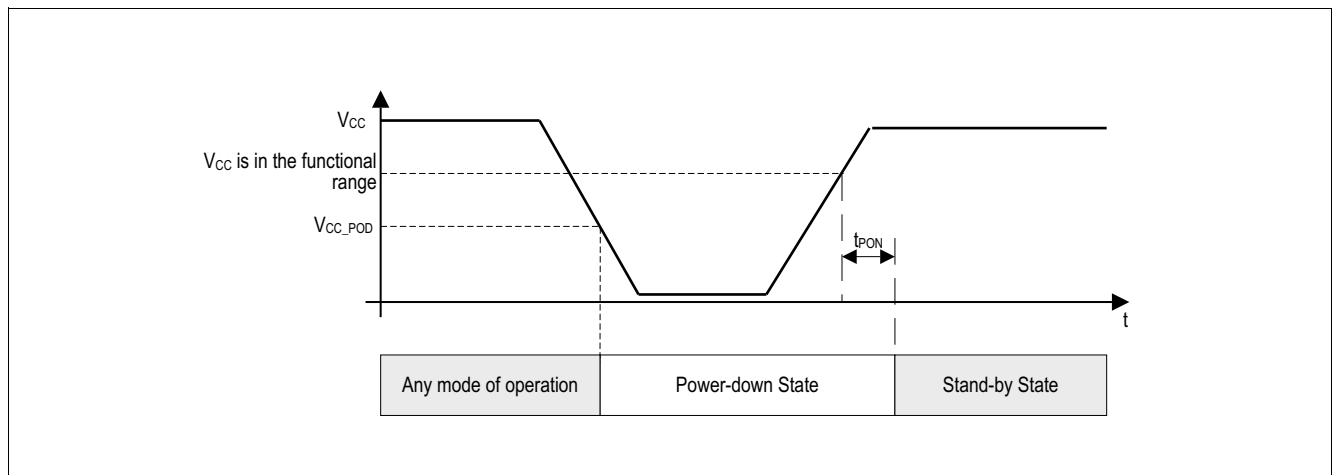 VCC
VCC is in the functional
range
VCC_POD
tPON
t
Any mode of operation
Power-down State
Stand-by State